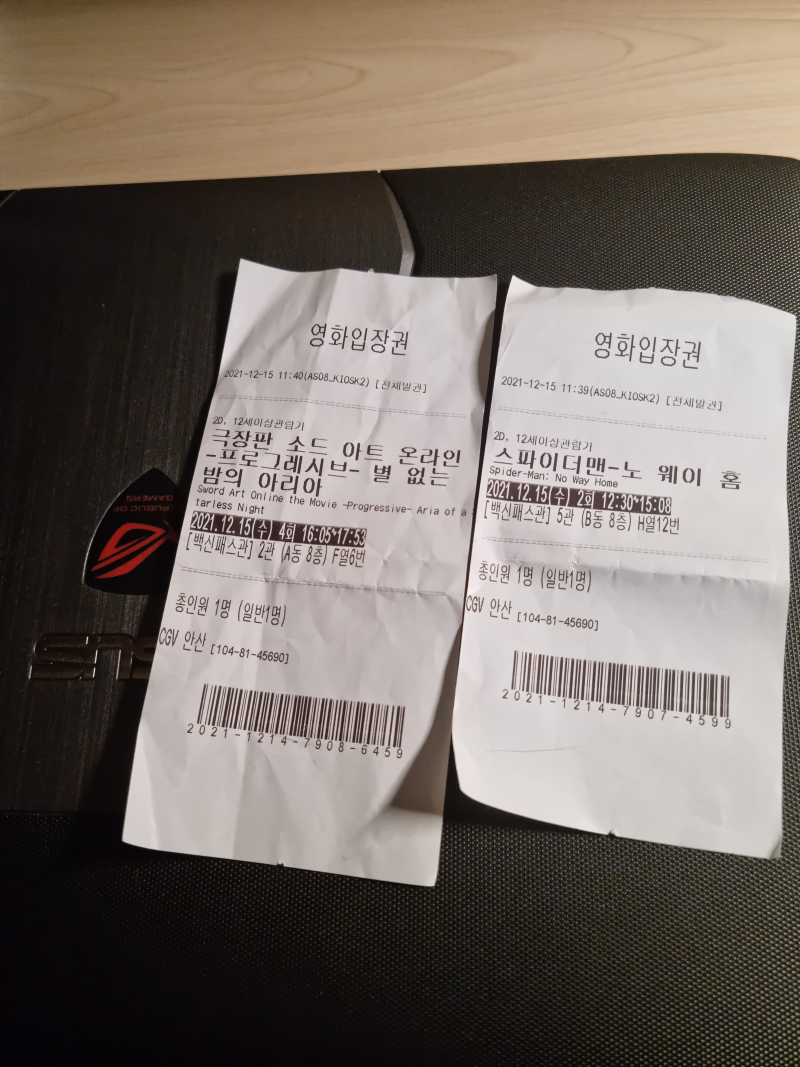 영화입장권
2021-12-15 11:40(AS08_KIOSK2) [전체발권]
2D, 12세이상관람가
극장판 소드 아트 온라인
-프로그레시브- 별 없는
밤의 아리아
Sword Art Online the Movie -Progressive- Aria of a S
tarless Night
2021.12.15(수) 4회 16:05~17:53
[백신패스관] 2관 (A동 8층) F열6번
총인원 1명 (일반1명)
CGV 안산 [104-81-45690]
2021-1214-7908-6459
영화입장권
2021-12-15 11:39(AS08_KIOSK2) [전체발권]
2D, 12세이상관람가
스파이더맨-노 웨이 홈
Spider-Man: No Way Home
2021.12.15(수) 2회 12:30~15:08
[백신패스관] 5관 (B동 8층) H열12번
총인원 1명 (일반1명)
CGV 안산 [104-81-45690]
2021-1214-7907-4599
REPUBLIC OF
GAMERS